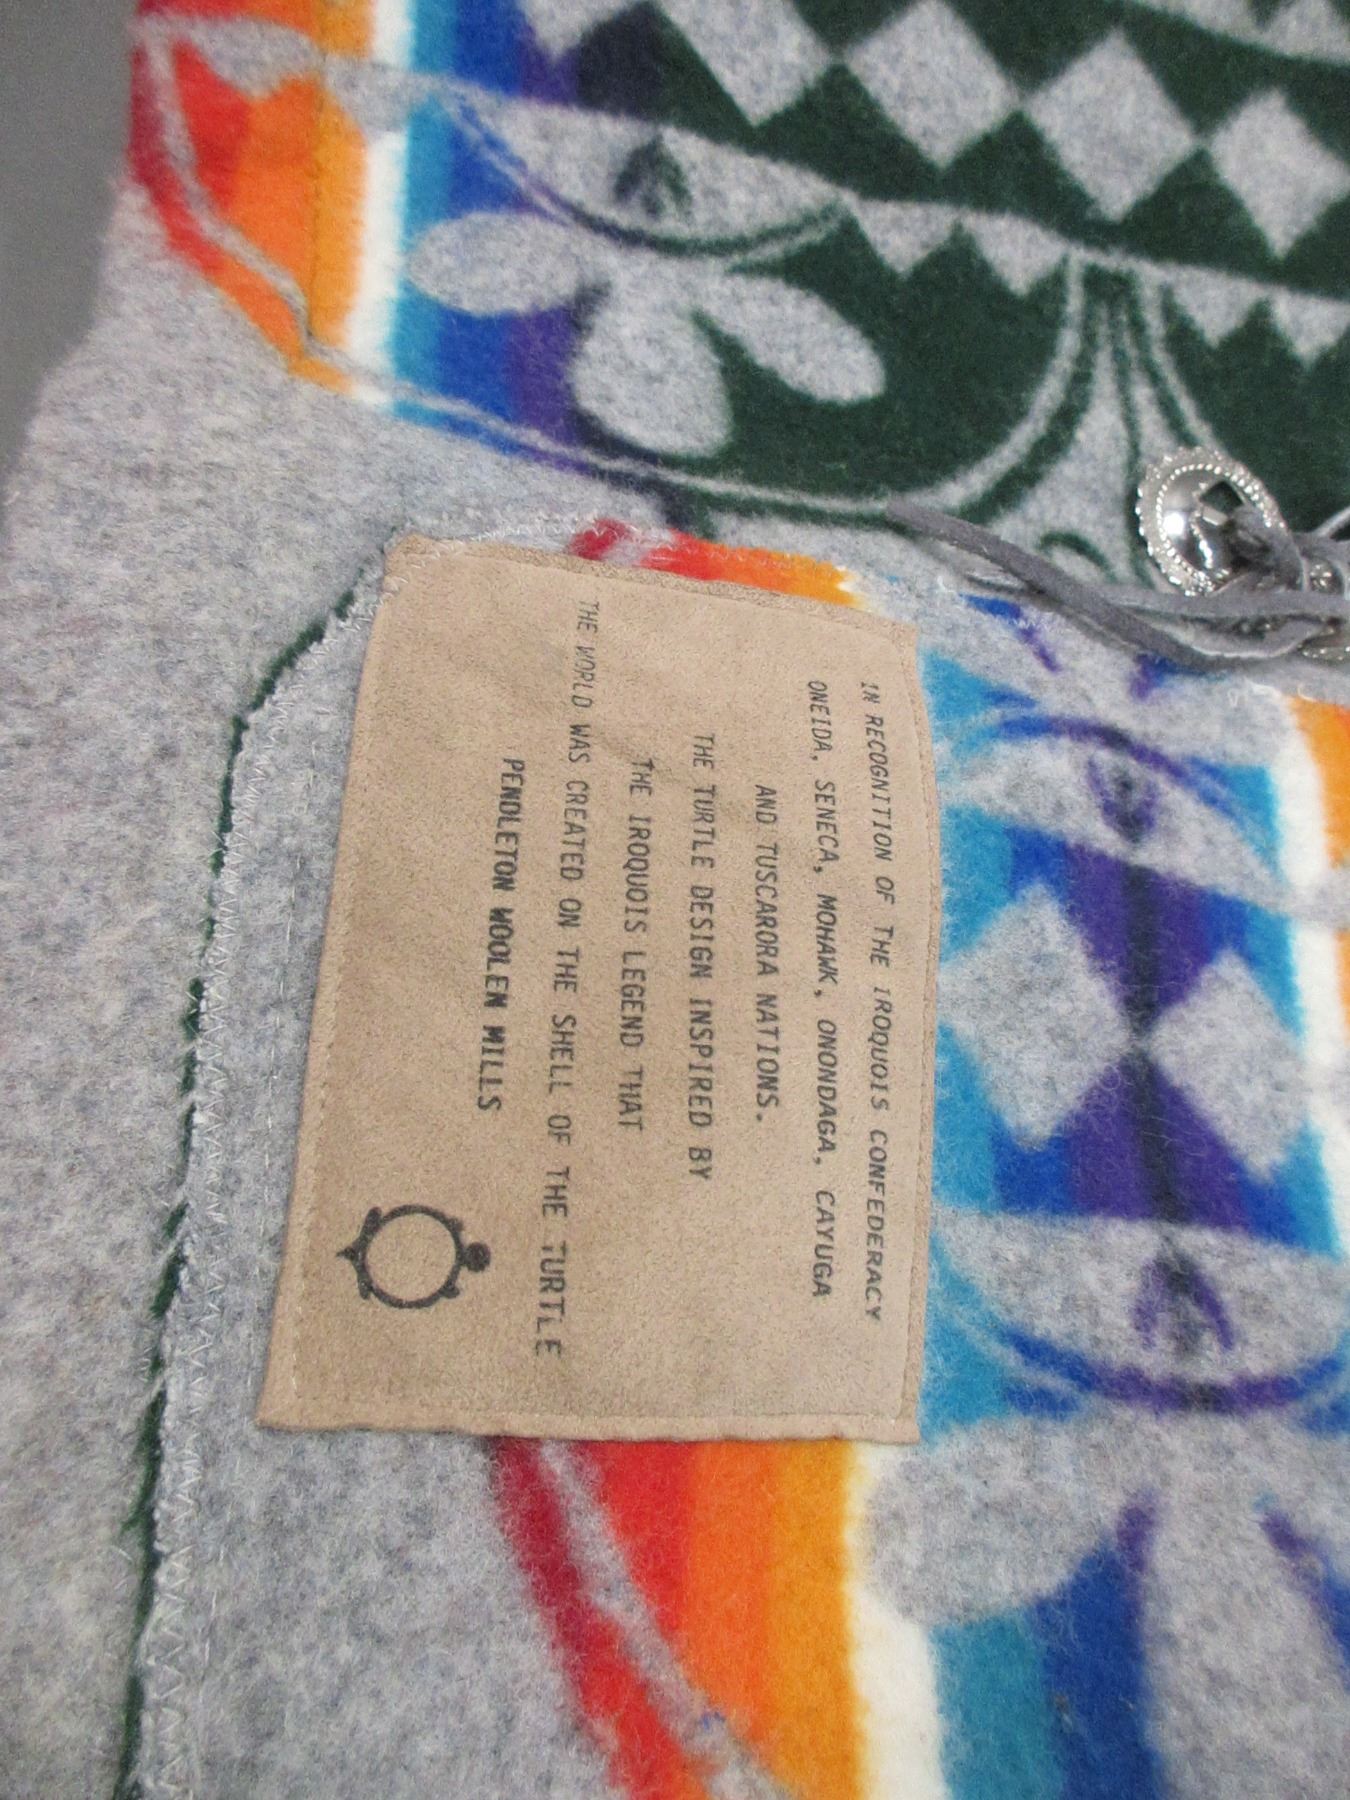 IN RECOGNITION OF THE IROQUOIS CONFEDERACY
ONEIDA, SENECA, MOHAWK, ONONDAGA, CAYUGA
AND TUSCARORA NATIONS.
THE TURTLE DESIGN INSPIRED BY
THE IROQUOIS LEGEND THAT
THE WORLD WAS CREATED ON THE SHELL OF THE TURTLE
PENDLETON WOOLEN MILLS